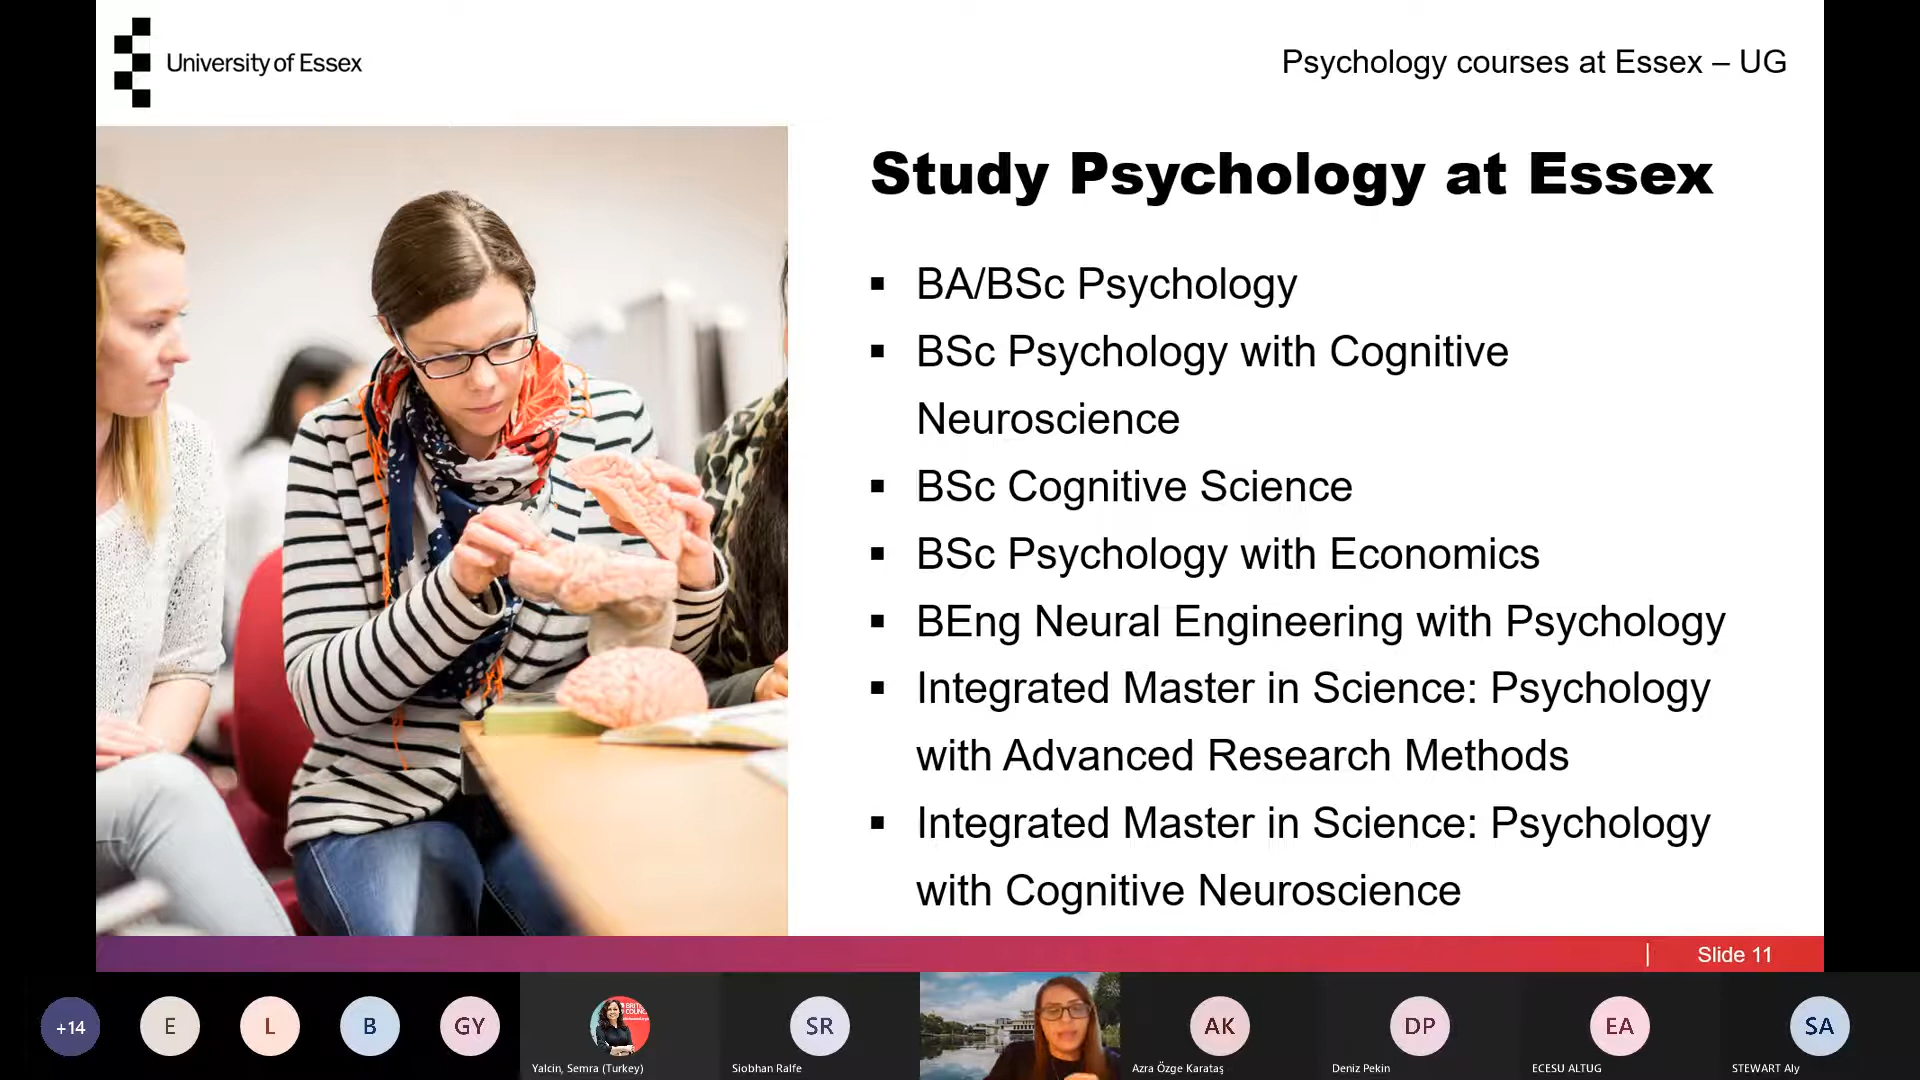 University of Essex
Psychology courses at Essex – UG
Study Psychology at Essex
▪ BA/BSc Psychology
▪ BSc Psychology with Cognitive
Neuroscience
▪ BSc Cognitive Science
▪ BSc Psychology with Economics
▪ BEng Neural Engineering with Psychology
▪ Integrated Master in Science: Psychology
with Advanced Research Methods
▪ Integrated Master in Science: Psychology
with Cognitive Neuroscience
Slide 11
+14
E
L
B
GY
Yalcin, Semra (Turkey)
SR
Siobhan Ralfe
AK
Azra Özge Karataş
DP
Deniz Pekin
EA
ECESU ALTUG
SA
STEWART Aly